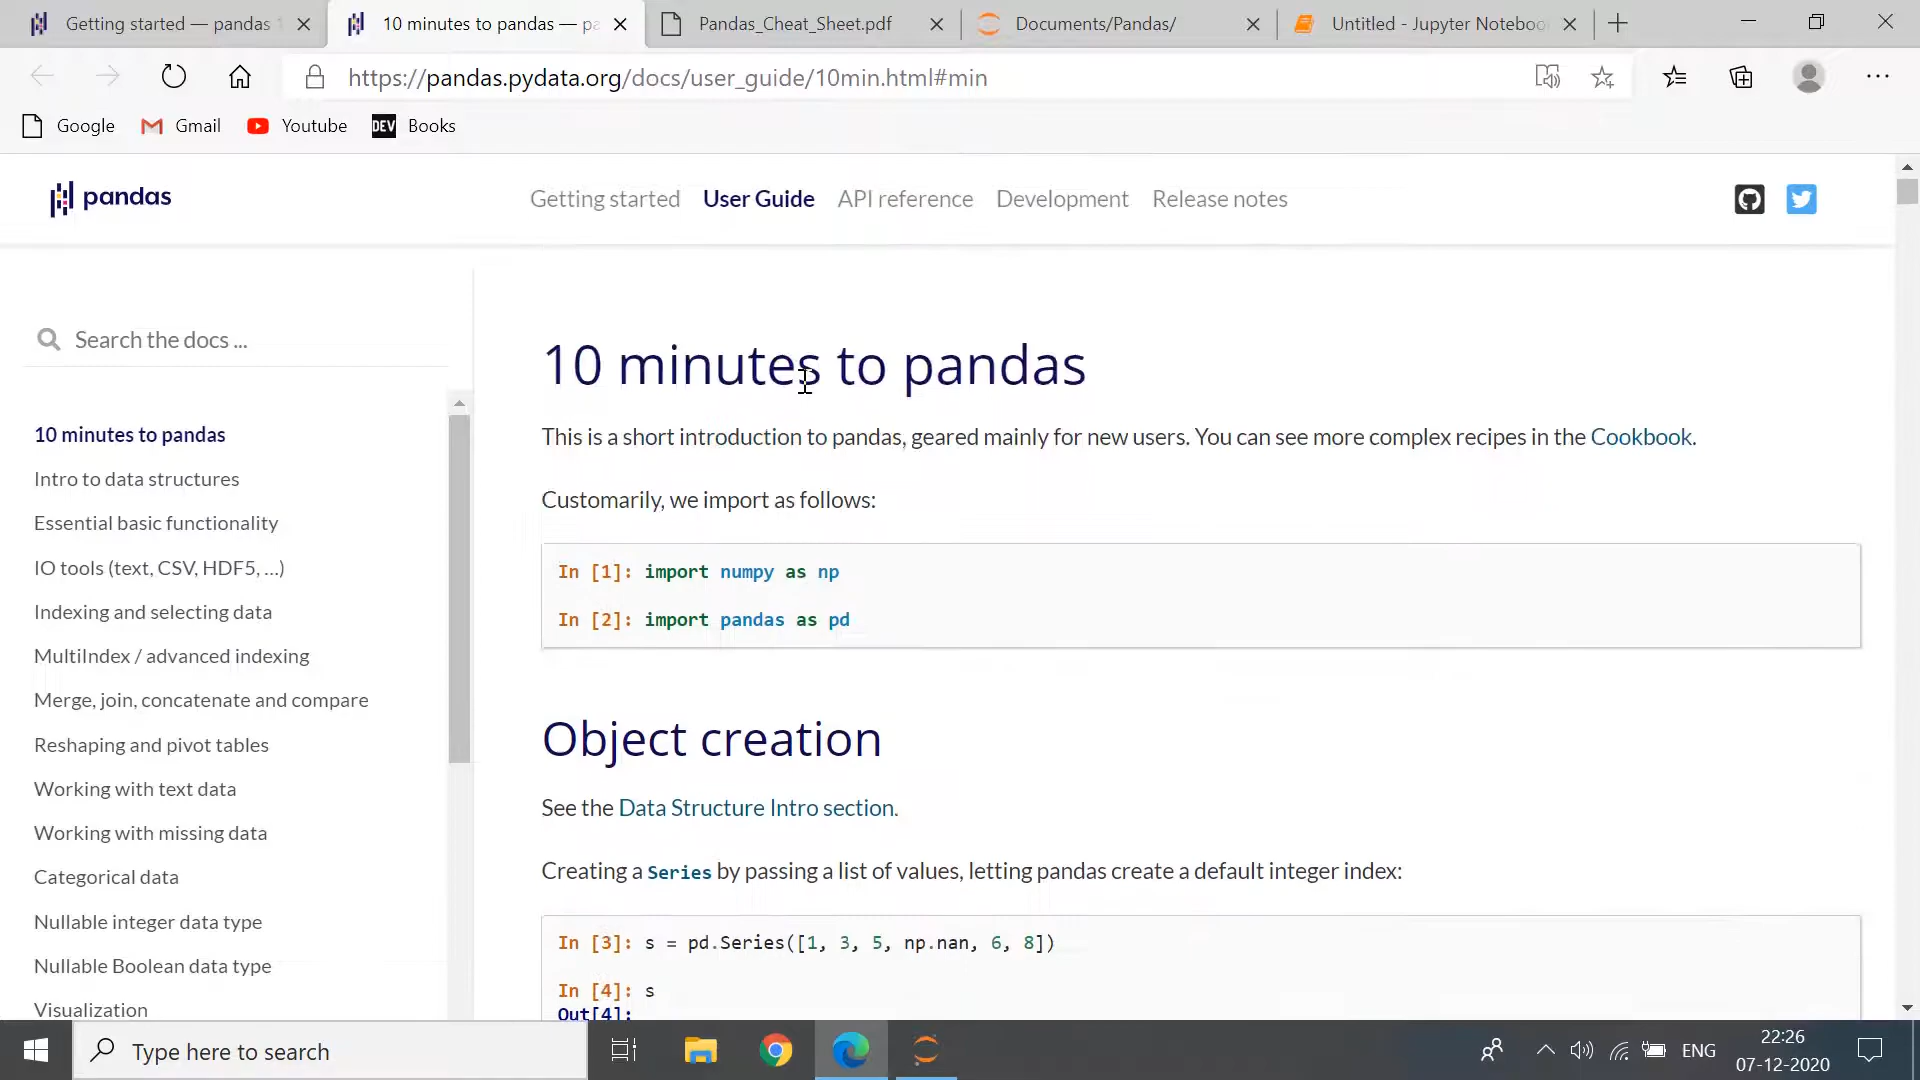 Getting started — pandas 1
10 minutes to pandas — pa
Pandas_Cheat_Sheet.pdf
Documents/Pandas/
Untitled - Jupyter Noteboo
https://pandas.pydata.org/docs/user_guide/10min.html#min
Google
Gmail
Youtube
DEV Books
pandas
Getting started
User Guide
API reference
Development
Release notes
Search the docs ...
10 minutes to pandas
Intro to data structures
Essential basic functionality
IO tools (text, CSV, HDF5, …)
Indexing and selecting data
MultiIndex / advanced indexing
Merge, join, concatenate and compare
Reshaping and pivot tables
Working with text data
Working with missing data
Categorical data
Nullable integer data type
Nullable Boolean data type
Visualization
10 minutes to pandas
This is a short introduction to pandas, geared mainly for new users. You can see more complex recipes in the Cookbook.
Customarily, we import as follows:
In [1]: import numpy as np
In [2]: import pandas as pd
Object creation
See the Data Structure Intro section.
Creating a Series by passing a list of values, letting pandas create a default integer index:
In [3]: s = pd.Series([1, 3, 5, np.nan, 6, 8])
In [4]: s
Out[4]:
Type here to search
ENG
22:26
07-12-2020